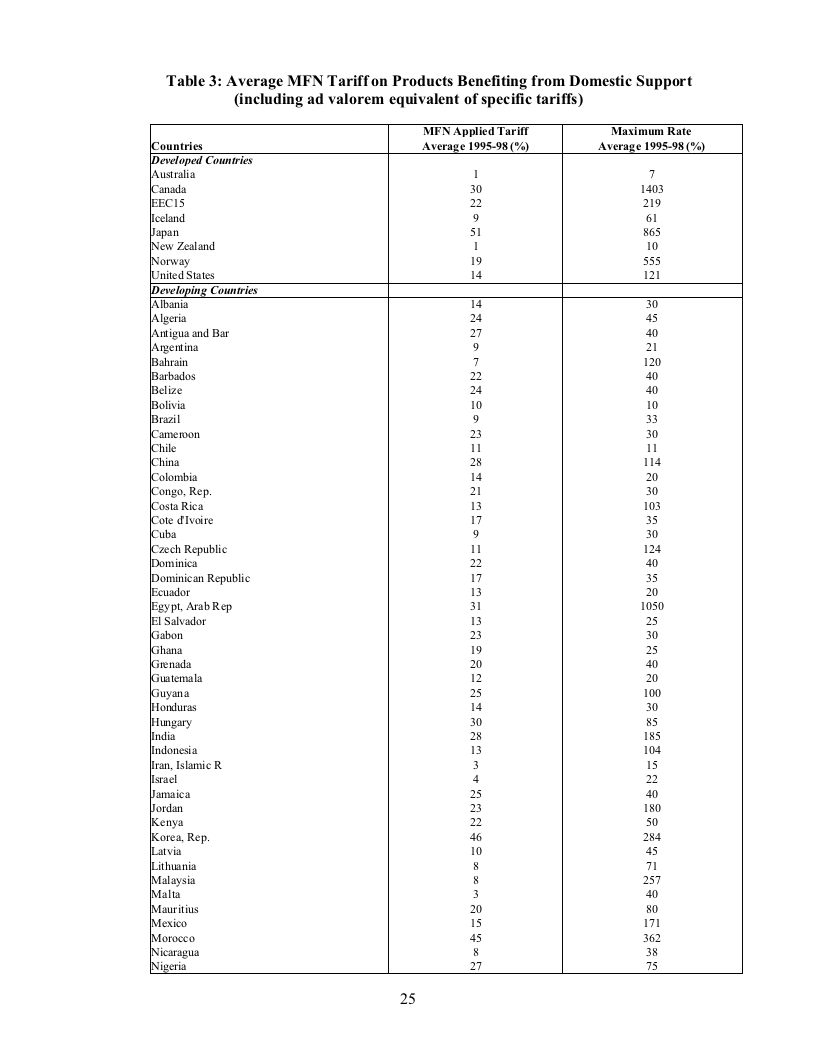 Table 3: Average MFN Tariff on Products Benefiting from Domestic Support
(including ad valorem equivalent of specific tariffs)
MFN Applied Tariff Maximum Rate
Countries Average 1995-98 (%) Average 1995-98 (%)
Developed Countries
Australia 1 7
Canada 30 1403
EEC15 22 219
Iceland 9 61
Japan 51 865
New Zealand 1 10
Norway 19 555
United States 14 121
Developing Countries
Albania 14 30
Algeria 24 45
Antigua and Bar 27 40
Argentina 9 21
Bahrain 7 120
Barbados 22 40
Belize 24 40
Bolivia 10 10
Brazil 9 33
Cameroon 23 30
Chile 11 11
China 28 114
Colombia 14 20
Congo, Rep. 21 30
Costa Rica 13 103
Cote d'Ivoire 17 35
Cuba 9 30
Czech Republic 11 124
Dominica 22 40
Dominican Republic 17 35
Ecuador 13 20
Egypt, Arab Rep 31 1050
El Salvador 13 25
Gabon 23 30
Ghana 19 25
Grenada 20 40
Guatemala 12 20
Guyana 25 100
Honduras 14 30
Hungary 30 85
India 28 185
Indonesia 13 104
Iran, Islamic R 3 15
Israel 4 22
Jamaica 25 40
Jordan 23 180
Kenya 22 50
Korea, Rep. 46 284
Latvia 10 45
Lithuania 8 71
Malaysia 8 257
Malta 3 40
Mauritius 20 80
Mexico 15 171
Morocco 45 362
Nicaragua 8 38
Nigeria 27 75
25